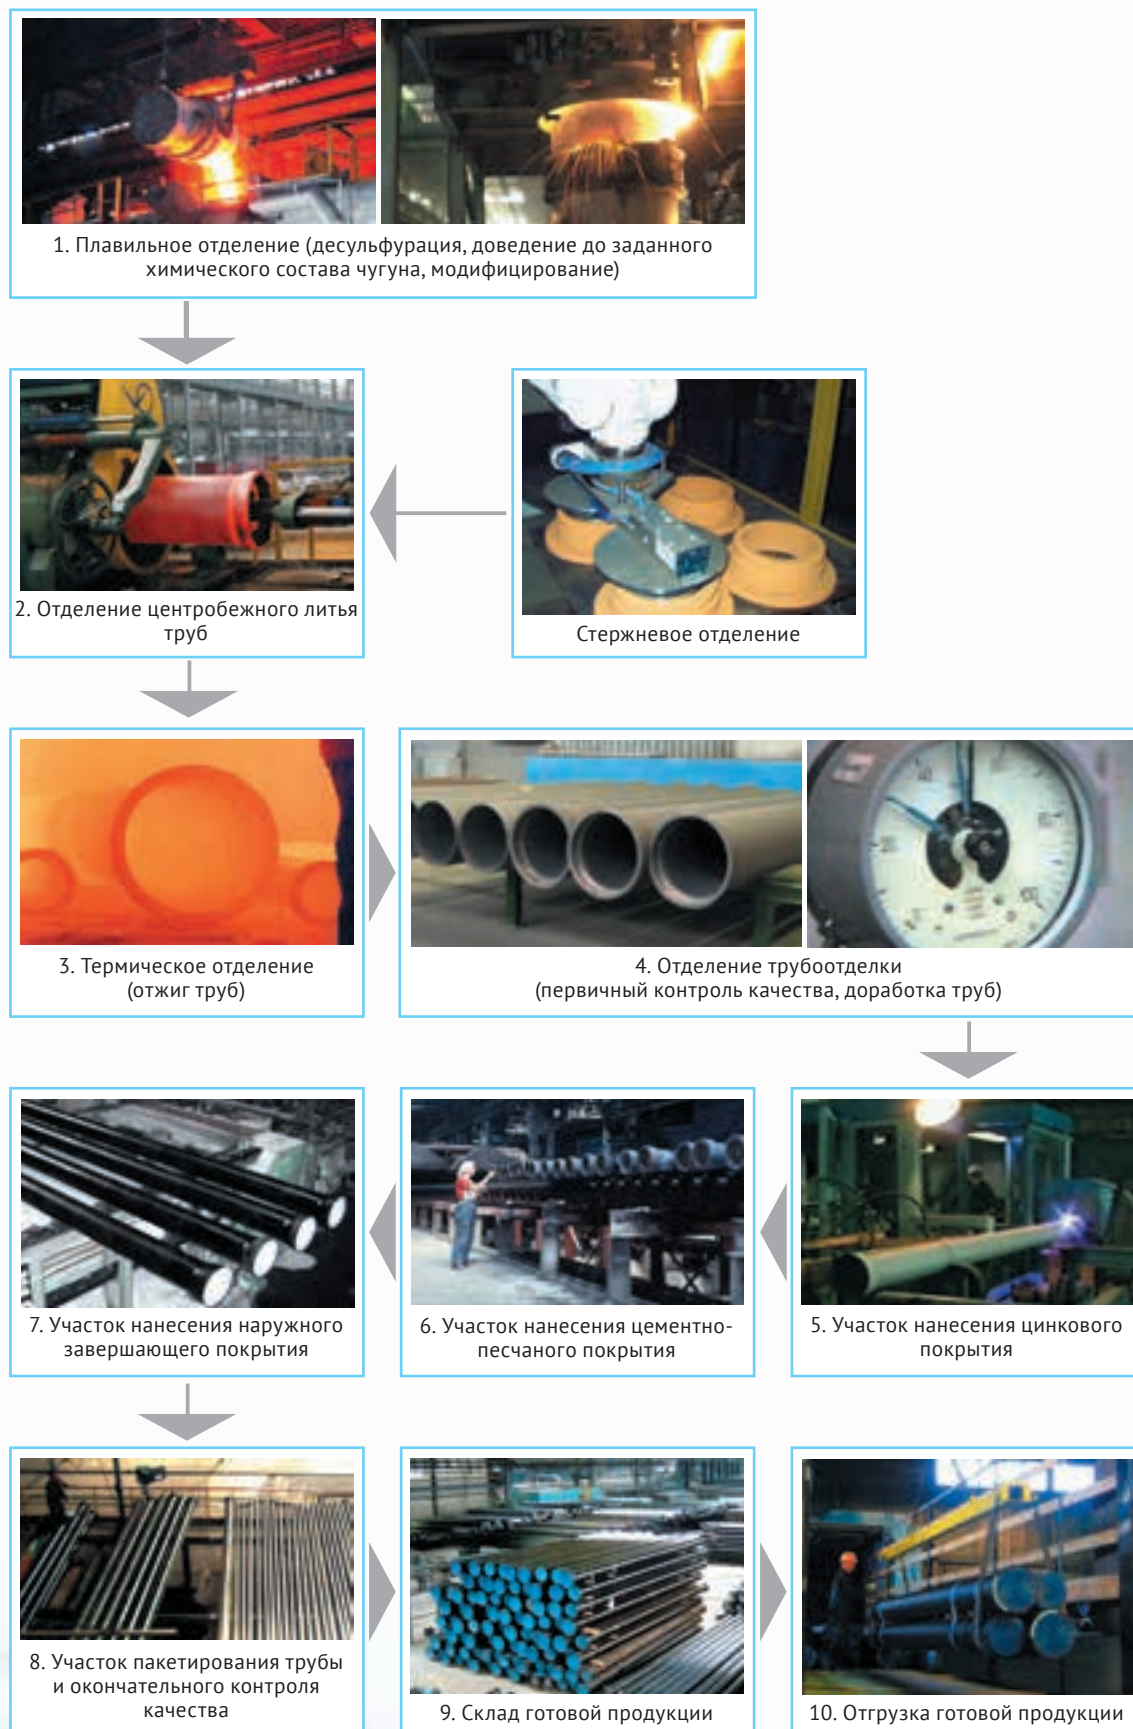 1. Плавильное отделение (десульфурация, доведение до заданного
химического состава чугуна, модифицирование)
2. Отделение центробежного литья
труб
Стержневое отделение
3. Термическое отделение
(отжиг труб)
4. Отделение трубоотделки
(первичный контроль качества, доработка труб)
7. Участок нанесения наружного
завершающего покрытия
6. Участок нанесения цементно-
песчаного покрытия
5. Участок нанесения цинкового
покрытия
8. Участок пакетирования трубы
и окончательного контроля
качества
9. Склад готовой продукции
10. Отгрузка готовой продукции